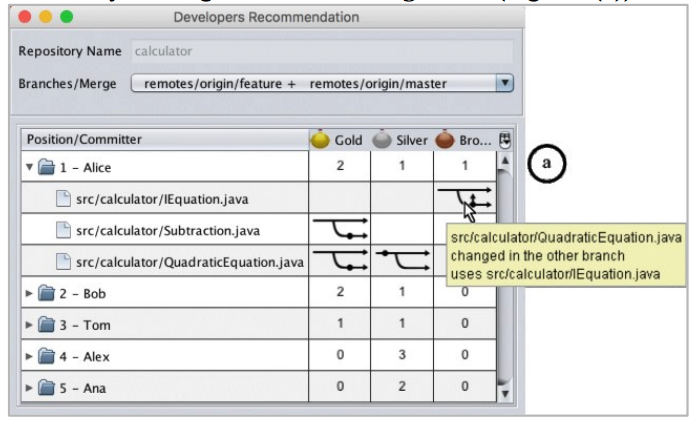 Developers Recommendation
Repository Name calculator
Branches/Merge remotes/origin/feature + remotes/origin/master
Position/Committer Gold Silver Bro...
1 - Alice 2 1 1
a
src/calculator/IEquation.java
src/calculator/Subtraction.java
src/calculator/QuadraticEquation.java
src/calculator/QuadraticEquation.java
changed in the other branch
uses src/calculator/IEquation.java
2 - Bob 2 1 0
3 - Tom 1 1 0
4 - Alex 0 3 0
5 - Ana 0 2 0